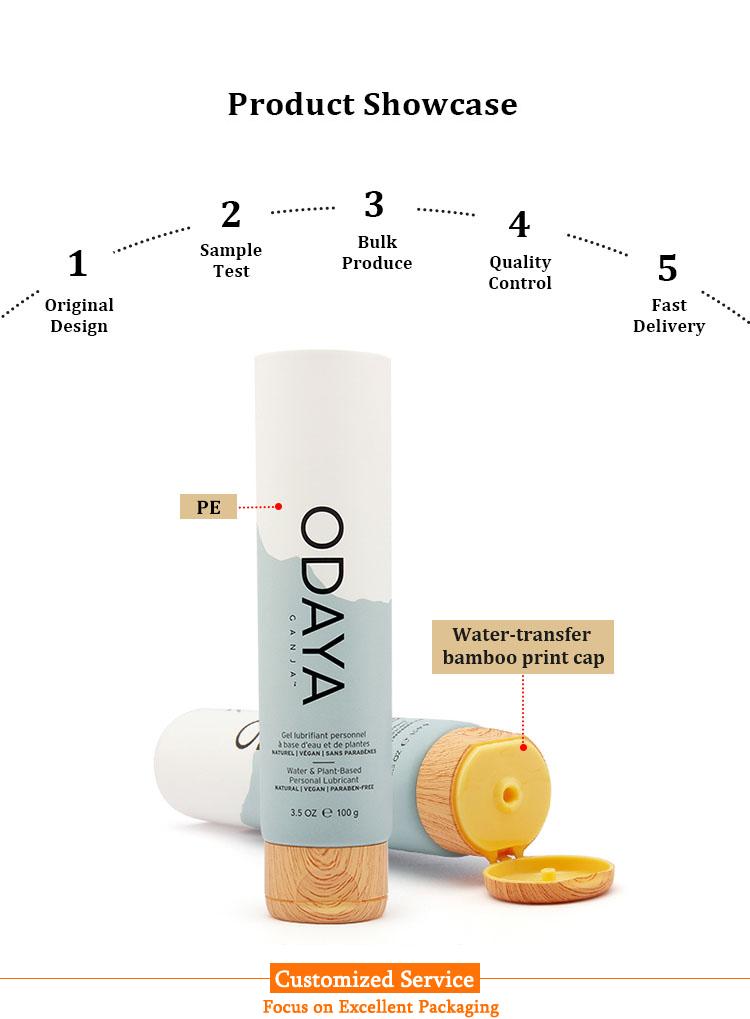 Product Showcase
1
Original
Design
2
Sample
Test
3
Bulk
Produce
4
Quality
Control
5
Fast
Delivery
PE
ODAYA
GANJA™
Gel lubrifiant personnel
à base d'eau et de plantes
NATUREL | VÉGAN | SANS PARABÈNES
Water & Plant-Based
Personal Lubricant
NATURAL | VEGAN | PARABEN-FREE
3.5 OZ ℮ 100 g
Water-transfer
bamboo print cap
Customized Service
Focus on Excellent Packaging